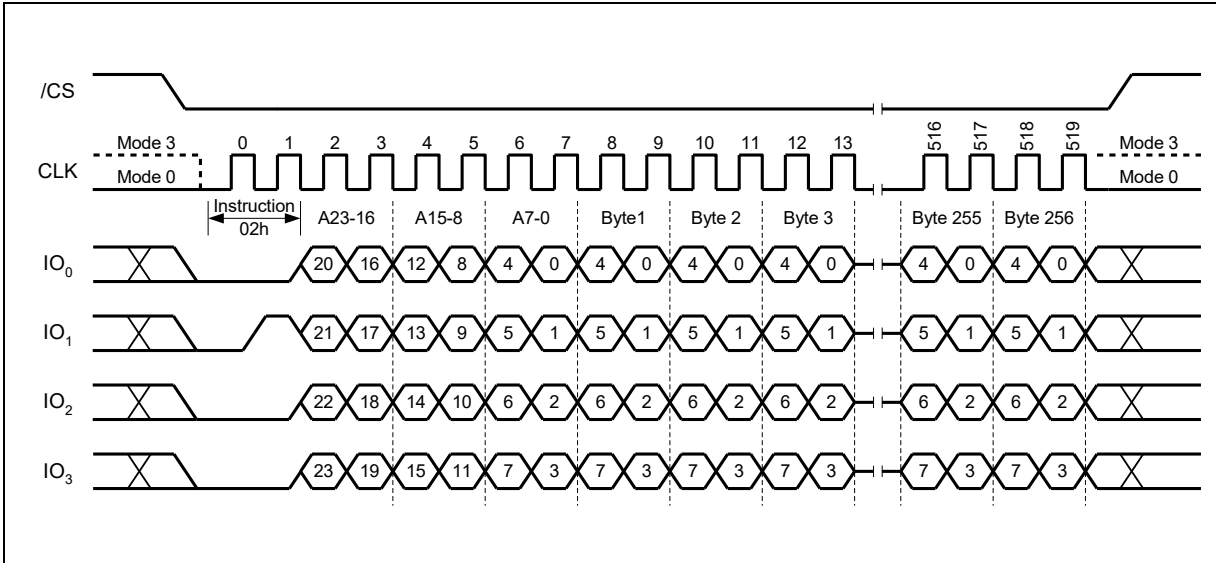 /CS
Mode 3 0 1 2 3 4 5 6 7 8 9 10 11 12 13 516 517 518 519 Mode 3
CLK Mode 0 Mode 0
Instruction A23-16 A15-8 A7-0 Byte1 Byte 2 Byte 3 Byte 255 Byte 256
02h
IO0 20 16 12 8 4 0 4 0 4 0 4 0 4 0 4 0
IO1 21 17 13 9 5 1 5 1 5 1 5 1 5 1 5 1
IO2 22 18 14 10 6 2 6 2 6 2 6 2 6 2 6 2
IO3 23 19 15 11 7 3 7 3 7 3 7 3 7 3 7 3